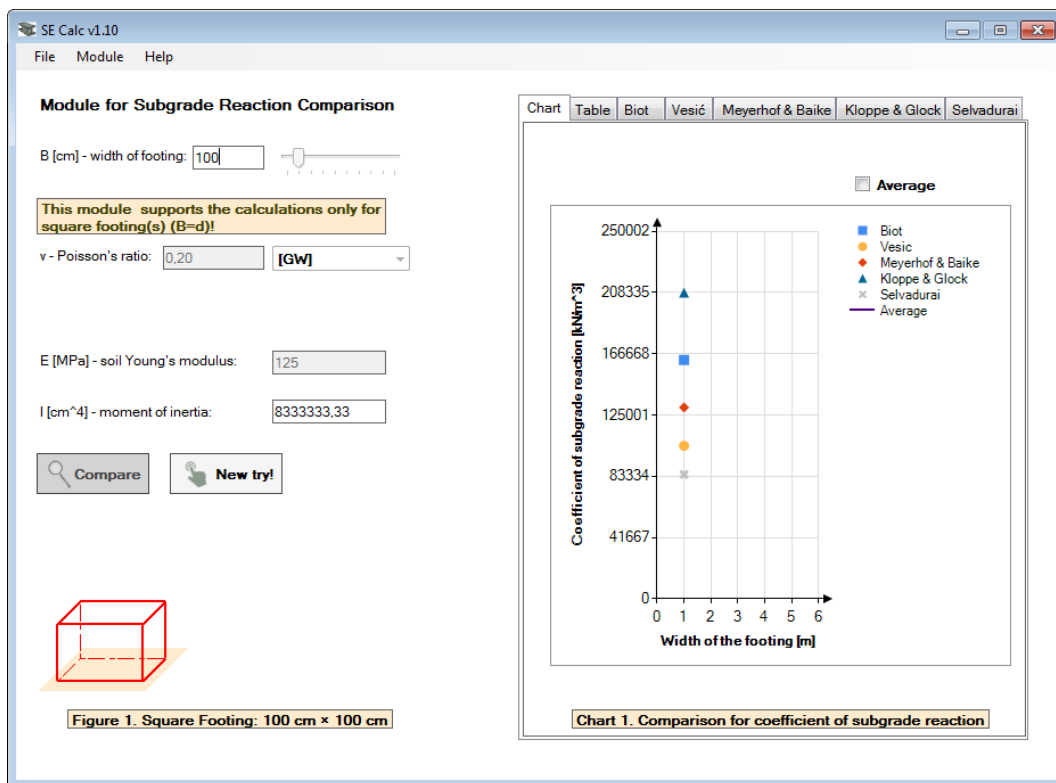 SE Calc v1.10
File Module Help
Module for Subgrade Reaction Comparison
B [cm] - width of footing: 100
This module supports the calculations only for
square footing(s) (B=d)!
v - Poisson's ratio: 0,20 [GW]
E [MPa] - soil Young's modulus: 125
I [cm^4] - moment of inertia: 8333333,33
Compare New try!
Figure 1. Square Footing: 100 cm × 100 cm
Chart Table Biot Vesić Meyerhof & Baike Kloppe & Glock Selvadurai
Average
Coefficient of subgrade reaction [kN/m^3]
250002
208335
166668
125001
83334
41667
0
0 1 2 3 4 5 6
Width of the footing [m]
Biot
Vesic
Meyerhof & Baike
Kloppe & Glock
Selvadurai
Average
Chart 1. Comparison for coefficient of subgrade reaction